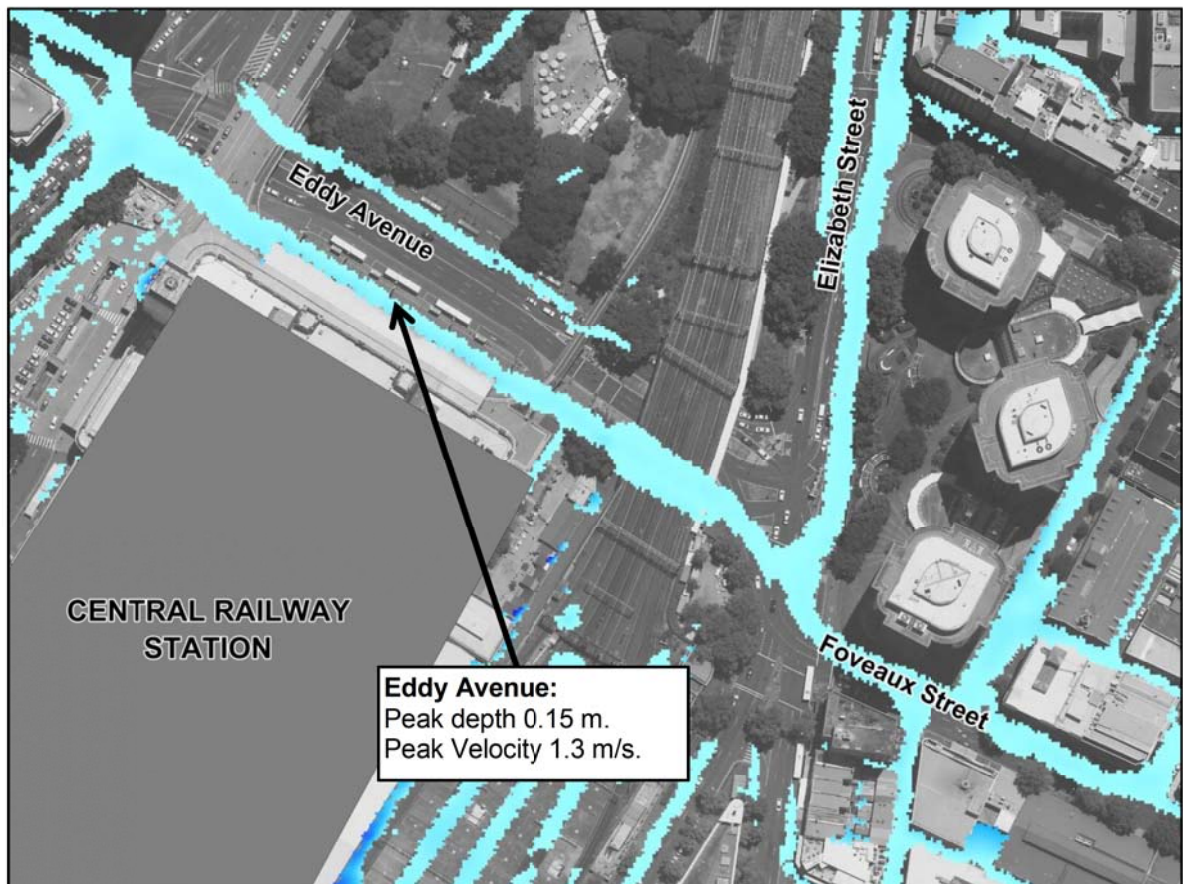 Eddy Avenue
Elizabeth Street
CENTRAL RAILWAY
STATION
Foveaux Street
Eddy Avenue:
Peak depth 0.15 m.
Peak Velocity 1.3 m/s.